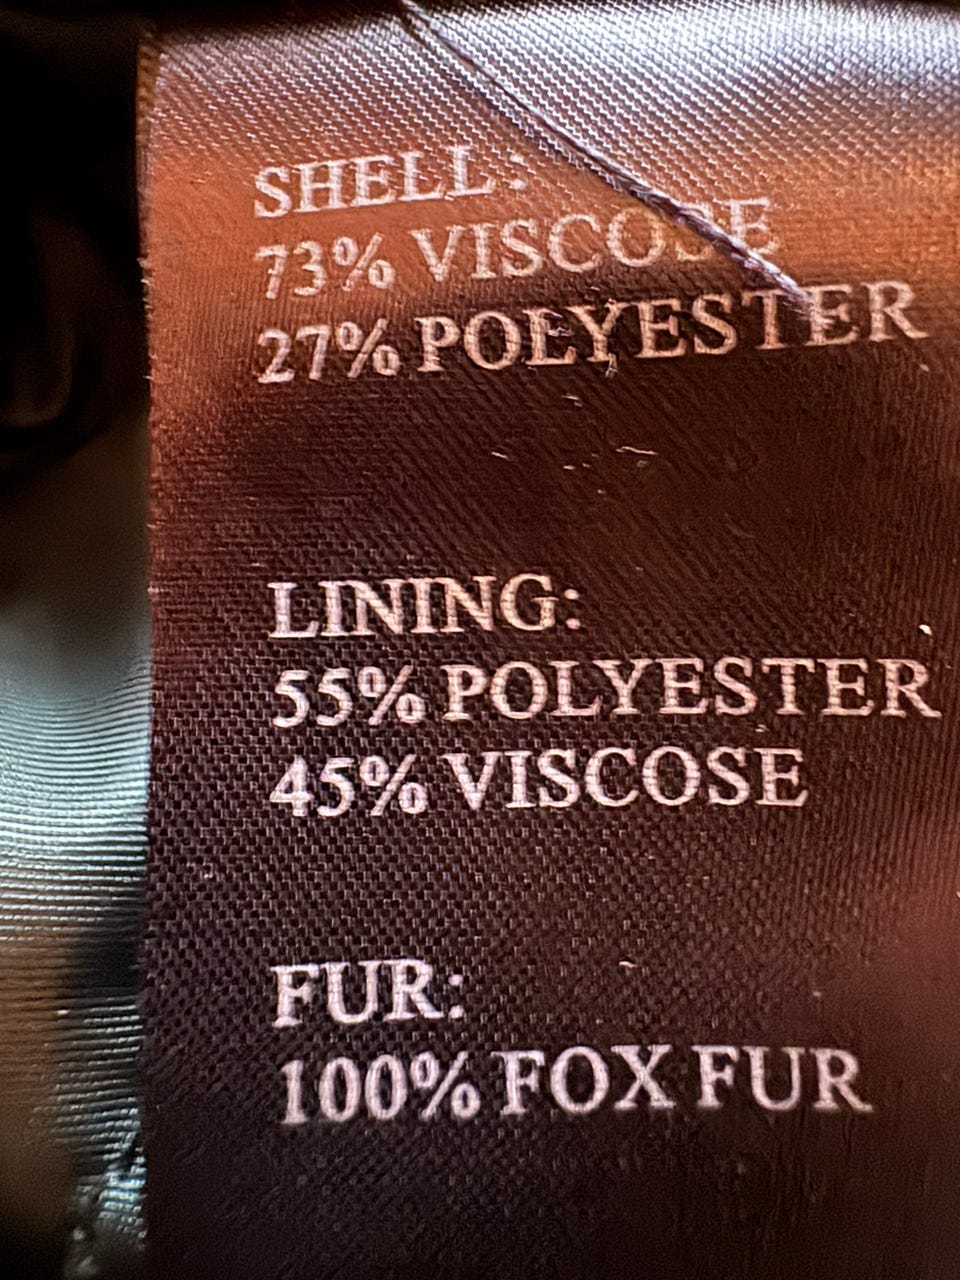 SHELL:
73% VISCOSE
27% POLYESTER
LINING:
55% POLYESTER
45% VISCOSE
FUR:
100% FOX FUR